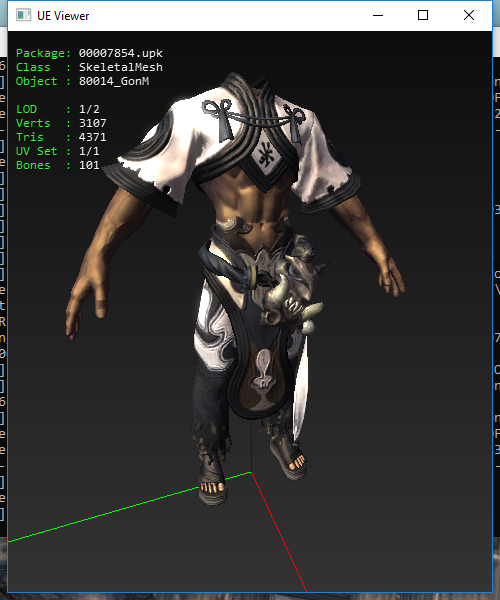 UE Viewer
Package: 00007854.upk
Class : SkeletalMesh
Object : 80014_GonM
LOD : 1/2
Verts : 3107
Tris : 4371
UV Set : 1/1
Bones : 101